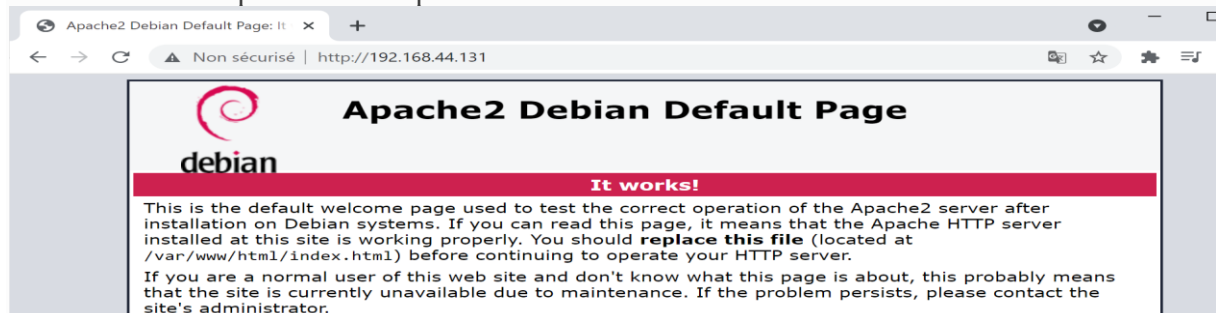 Apache2 Debian Default Page: It
Non sécurisé | http://192.168.44.131
Apache2 Debian Default Page
debian
It works!
This is the default welcome page used to test the correct operation of the Apache2 server after
installation on Debian systems. If you can read this page, it means that the Apache HTTP server
installed at this site is working properly. You should replace this file (located at
/var/www/html/index.html) before continuing to operate your HTTP server.
If you are a normal user of this web site and don't know what this page is about, this probably means
that the site is currently unavailable due to maintenance. If the problem persists, please contact the
site's administrator.